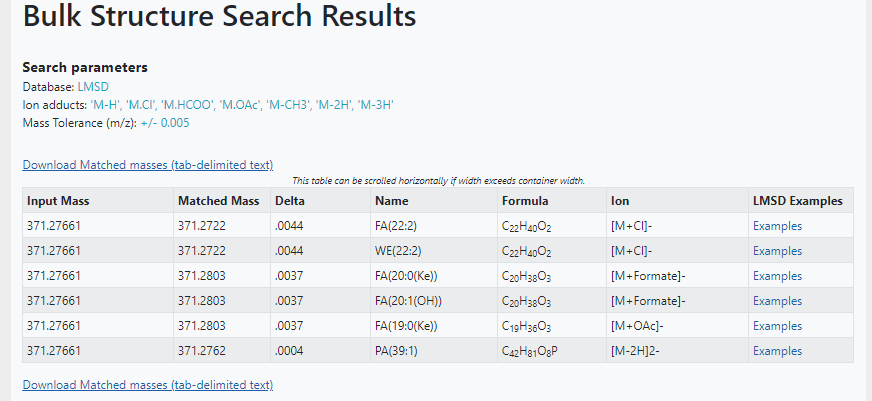 Bulk Structure Search Results
Search parameters
Database: LMSD
Ion adducts: 'M-H', 'M.Cl', 'M.HCOO', 'M.OAc', 'M-CH3', 'M-2H', 'M-3H'
Mass Tolerance (m/z): +/- 0.005
Download Matched masses (tab-delimited text)
This table can be scrolled horizontally if width exceeds container width.
Input Mass Matched Mass Delta Name Formula Ion LMSD Examples
371.27661 371.2722 .0044 FA(22:2) C₂₂H₄₀O₂ [M+Cl]- Examples
371.27661 371.2722 .0044 WE(22:2) C₂₂H₄₀O₂ [M+Cl]- Examples
371.27661 371.2803 .0037 FA(20:0(Ke)) C₂₀H₃₈O₃ [M+Formate]- Examples
371.27661 371.2803 .0037 FA(20:1(OH)) C₂₀H₃₈O₃ [M+Formate]- Examples
371.27661 371.2803 .0037 FA(19:0(Ke)) C₁₉H₃₆O₃ [M+OAc]- Examples
371.27661 371.2762 .0004 PA(39:1) C₄₂H₈₁O₈P [M-2H]2- Examples
Download Matched masses (tab-delimited text)